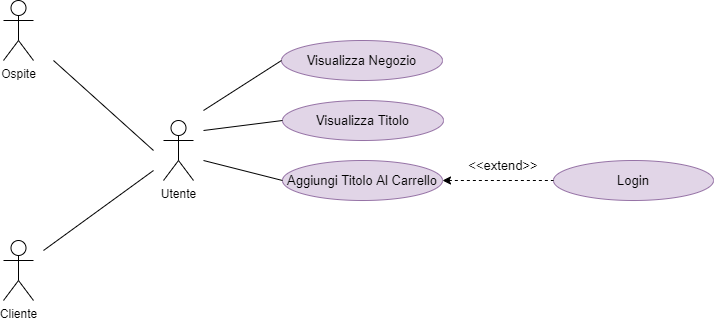 Ospite
Visualizza Negozio
Visualizza Titolo
Utente
Aggiungi Titolo Al Carrello
<<extend>>
Login
Cliente